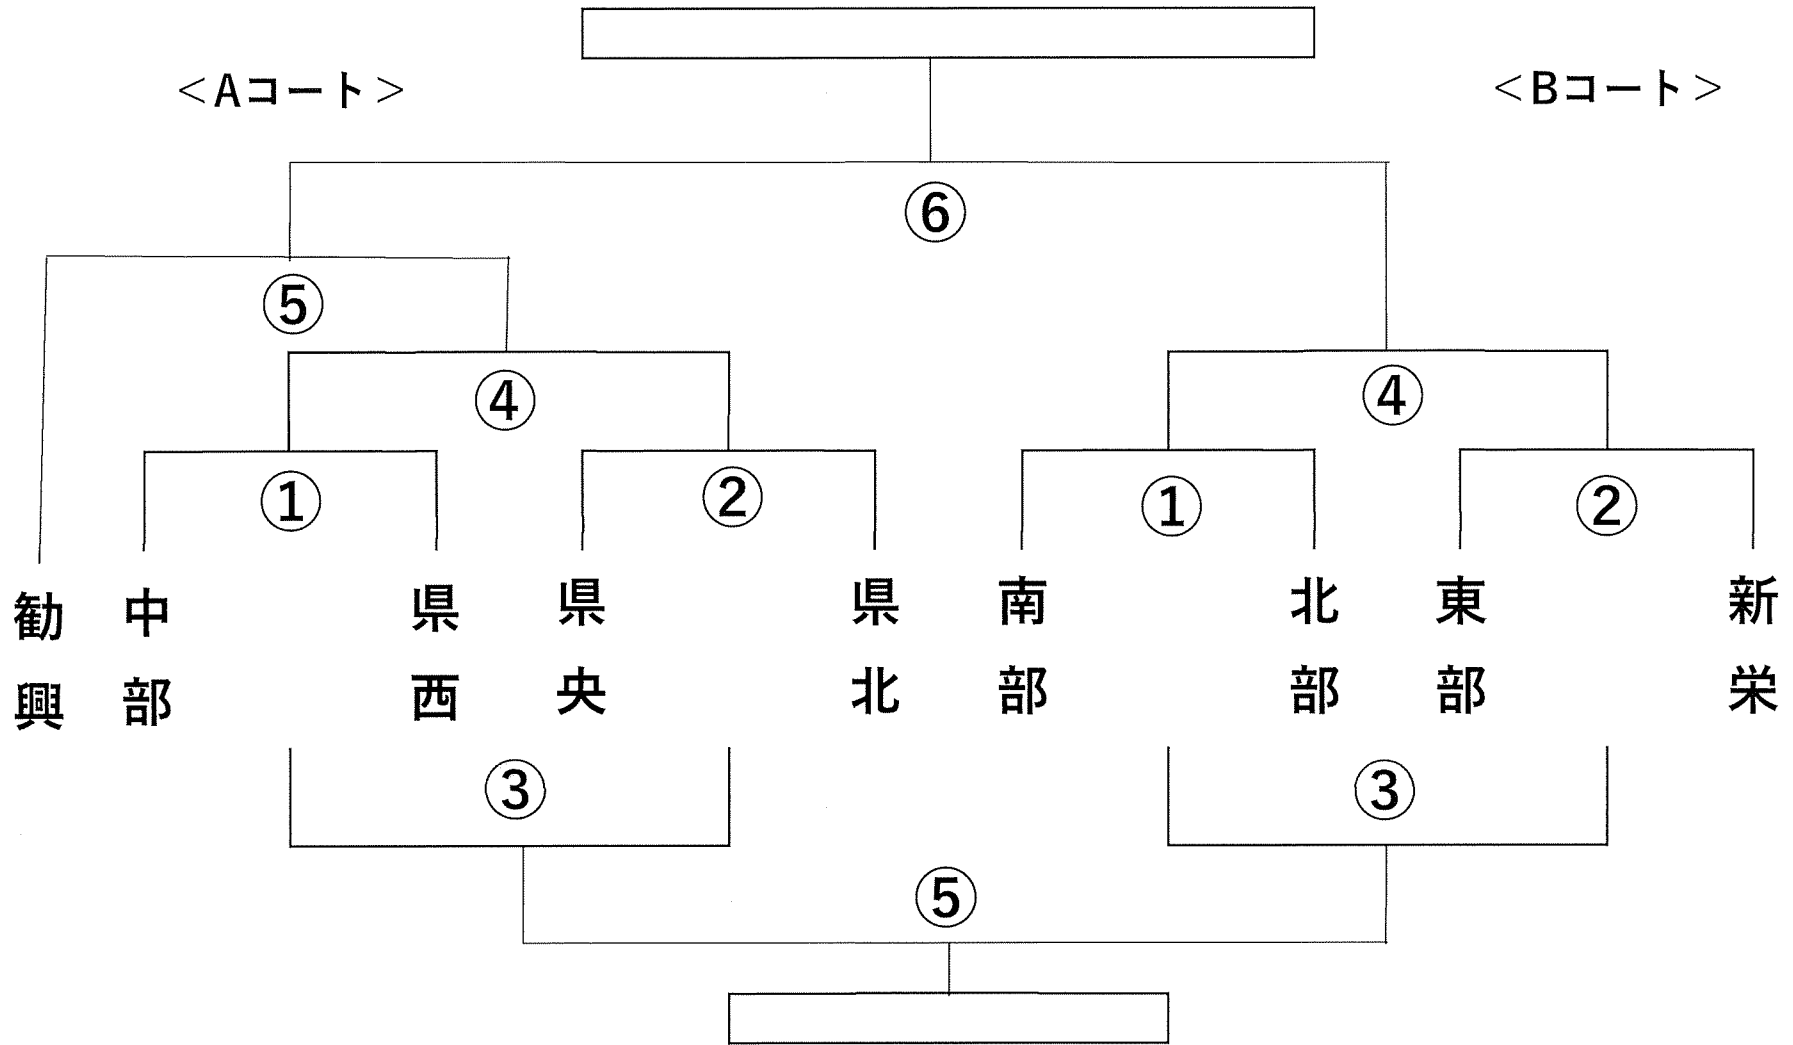 <Aコート>
<Bコート>
⑥
⑤
④
④
①
②
①
②
勧興
中部
県西
県央
県北
南部
北部
東部
新栄
③
③
⑤